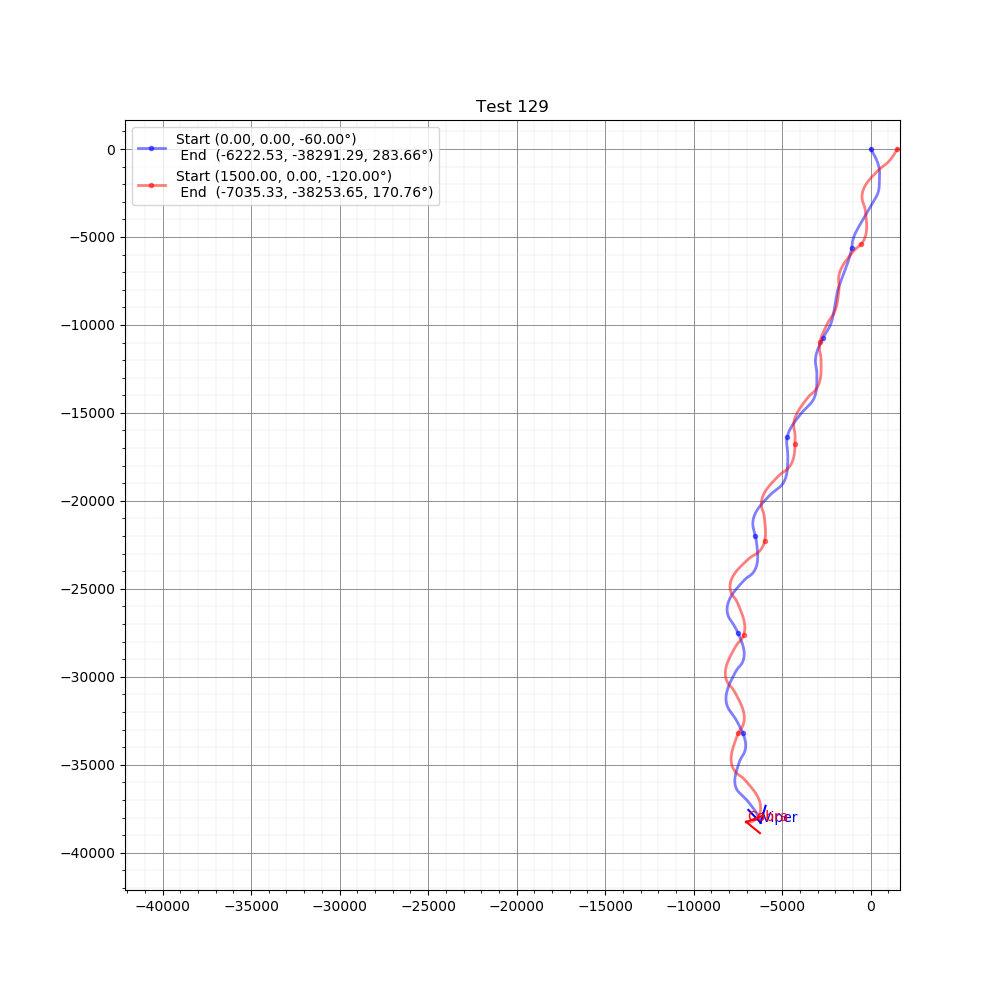 Test 129
Start (0.00, 0.00, -60.00°)
End (-6222.53, -38291.29, 283.66°)
Start (1500.00, 0.00, -120.00°)
End (-7035.33, -38253.65, 170.76°)
0
−5000
−10000
−15000
−20000
−25000
−30000
−35000
−40000
−40000 −35000 −30000 −25000 −20000 −15000 −10000 −5000 0